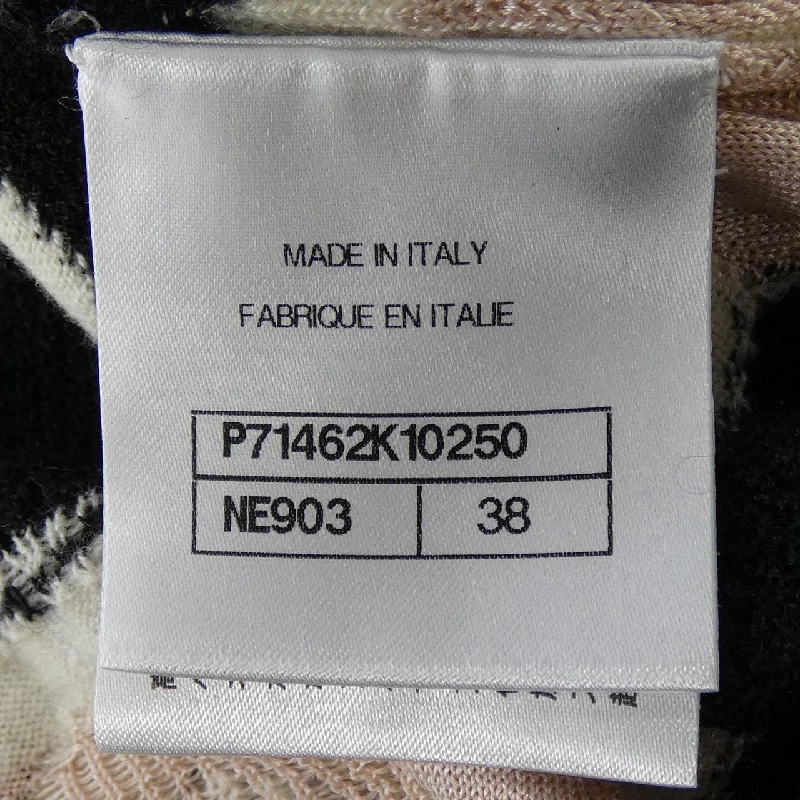 MADE IN ITALY
FABRIQUE EN ITALIE
P71462K10250
NE903 38